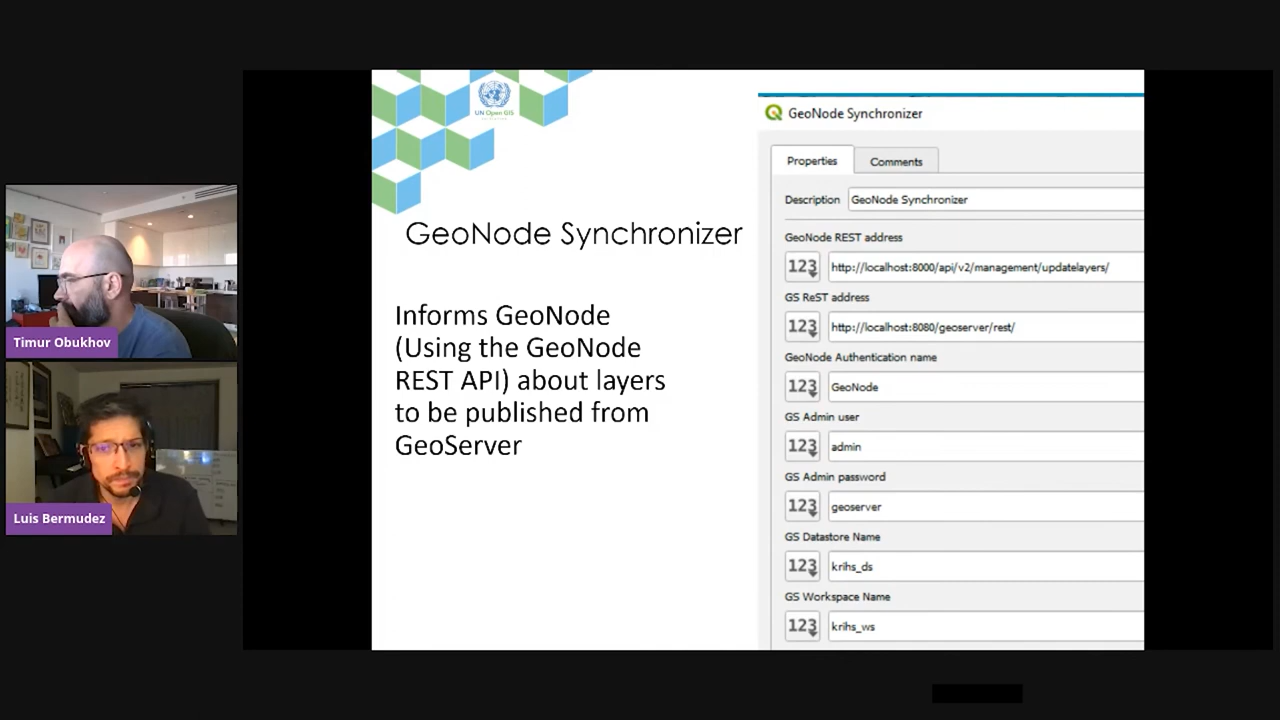 UN Open GIS
GeoNode Synchronizer
Informs GeoNode
(Using the GeoNode
REST API) about layers
to be published from
GeoServer
GeoNode Synchronizer
Properties
Comments
Description
GeoNode Synchronizer
GeoNode REST address
123
http://localhost:8000/api/v2/management/updatelayers/
GS ReST address
123
http://localhost:8080/geoserver/rest/
GeoNode Authentication name
123
GeoNode
GS Admin user
123
admin
GS Admin password
123
geoserver
GS Datastore Name
123
krihs_ds
GS Workspace Name
123
krihs_ws
Timur Obukhov
Luis Bermudez